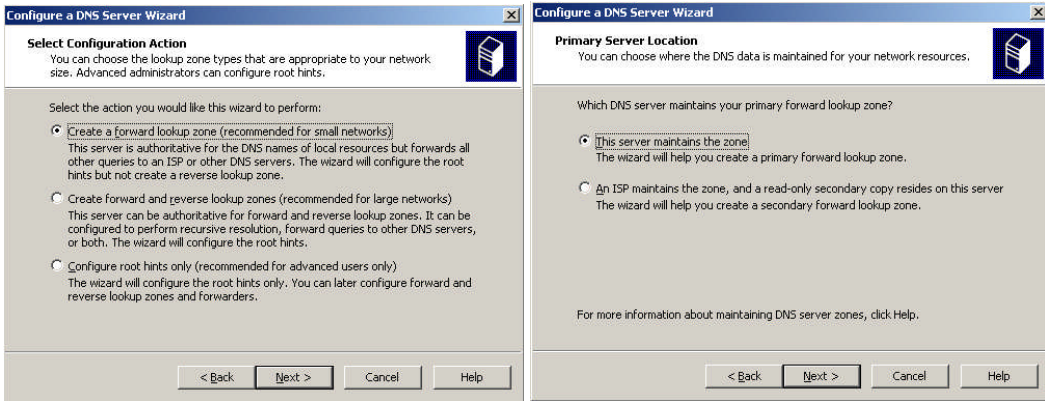 Configure a DNS Server Wizard
Select Configuration Action
You can choose the lookup zone types that are appropriate to your network
size. Advanced administrators can configure root hints.
Select the action you would like this wizard to perform:
Create a forward lookup zone (recommended for small networks)
This server is authoritative for the DNS names of local resources but forwards all
other queries to an ISP or other DNS servers. The wizard will configure the root
hints but not create a reverse lookup zone.
Create forward and reverse lookup zones (recommended for large networks)
This server can be authoritative for forward and reverse lookup zones. It can be
configured to perform recursive resolution, forward queries to other DNS servers,
or both. The wizard will configure the root hints.
Configure root hints only (recommended for advanced users only)
The wizard will configure the root hints only. You can later configure forward and
reverse lookup zones and forwarders.
< Back Next > Cancel Help
Configure a DNS Server Wizard
Primary Server Location
You can choose where the DNS data is maintained for your network resources.
Which DNS server maintains your primary forward lookup zone?
This server maintains the zone
The wizard will help you create a primary forward lookup zone.
An ISP maintains the zone, and a read-only secondary copy resides on this server
The wizard will help you create a secondary forward lookup zone.
For more information about maintaining DNS server zones, click Help.
< Back Next > Cancel Help